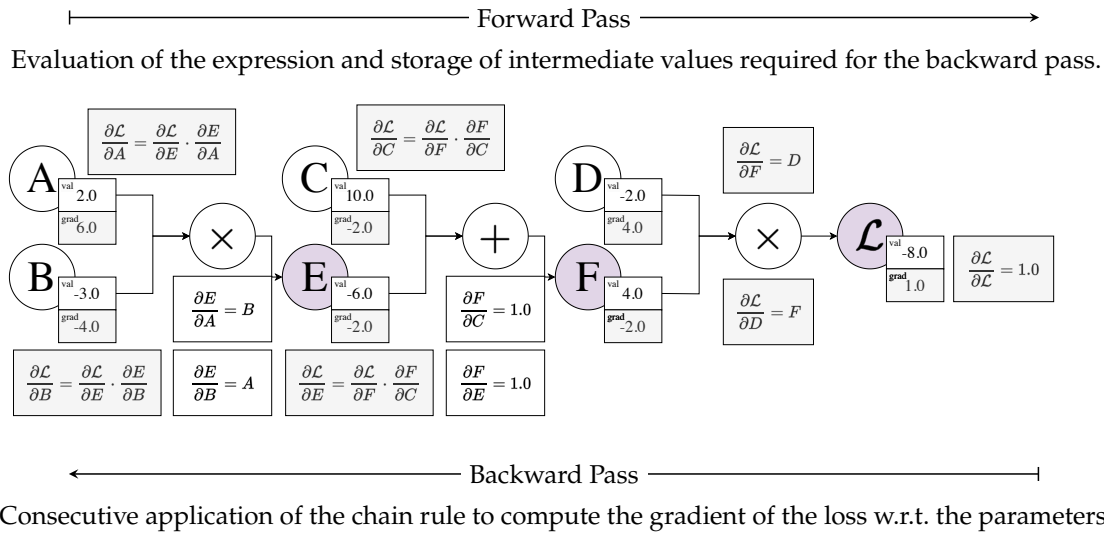 Forward Pass
Evaluation of the expression and storage of intermediate values required for the backward pass.
∂ℒ/∂A = ∂ℒ/∂E · ∂E/∂A
∂ℒ/∂C = ∂ℒ/∂F · ∂F/∂C
∂ℒ/∂F = D
A
val 2.0
grad 6.0
C
val 10.0
grad -2.0
D
val -2.0
grad 4.0
×
+
×
ℒ
val -8.0
grad 1.0
∂ℒ/∂ℒ = 1.0
B
val -3.0
grad -4.0
E
val -6.0
grad -2.0
F
val 4.0
grad -2.0
∂E/∂A = B
∂F/∂C = 1.0
∂ℒ/∂D = F
∂ℒ/∂B = ∂ℒ/∂E · ∂E/∂B
∂E/∂B = A
∂ℒ/∂E = ∂ℒ/∂F · ∂F/∂C
∂F/∂E = 1.0
Backward Pass
Consecutive application of the chain rule to compute the gradient of the loss w.r.t. the parameters